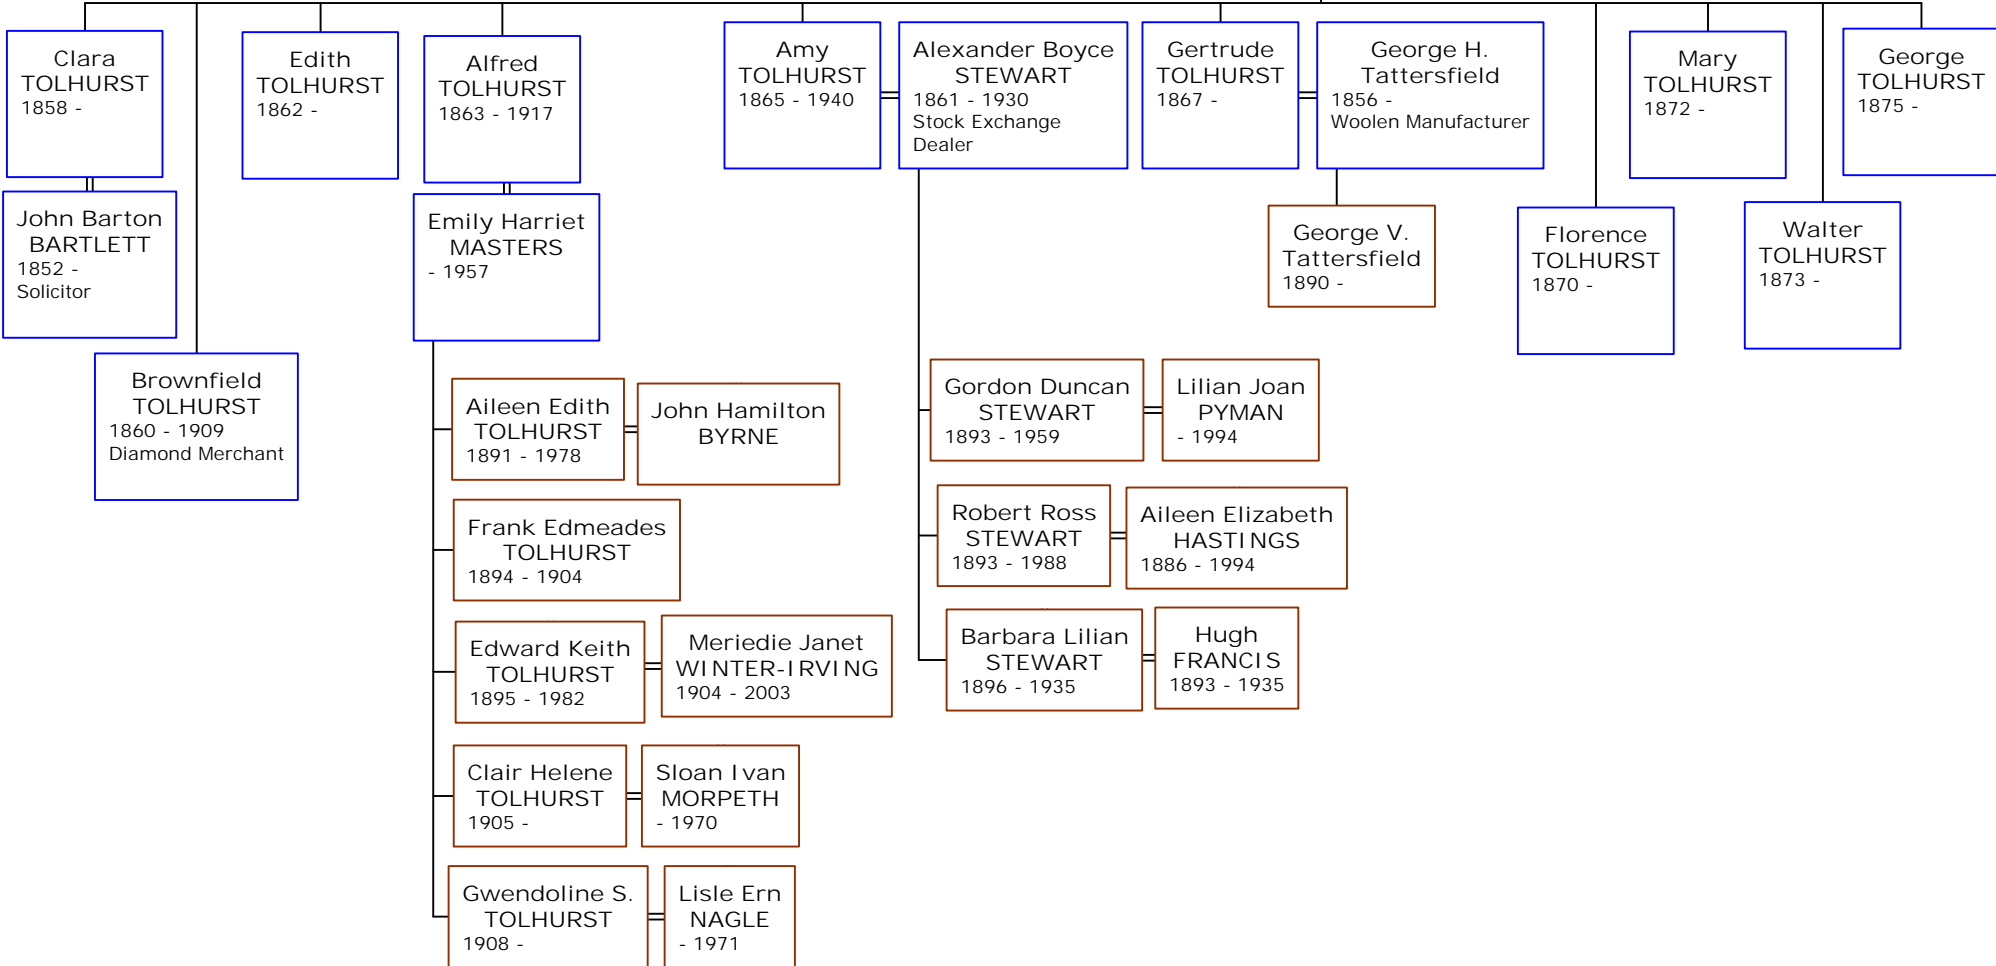 Clara
TOLHURST
1858 -
Edith
TOLHURST
1862 -
Alfred
TOLHURST
1863 - 1917
Amy
TOLHURST
1865 - 1940
Alexander Boyce
STEWART
1861 - 1930
Stock Exchange
Dealer
Gertrude
TOLHURST
1867 -
George H.
Tattersfield
1856 -
Woolen Manufacturer
Mary
TOLHURST
1872 -
George
TOLHURST
1875 -
John Barton
BARTLETT
1852 -
Solicitor
Emily Harriet
MASTERS
- 1957
George V.
Tattersfield
1890 -
Florence
TOLHURST
1870 -
Walter
TOLHURST
1873 -
Brownfield
TOLHURST
1860 - 1909
Diamond Merchant
Aileen Edith
TOLHURST
1891 - 1978
John Hamilton
BYRNE
Gordon Duncan
STEWART
1893 - 1959
Lilian Joan
PYMAN
- 1994
Frank Edmeades
TOLHURST
1894 - 1904
Robert Ross
STEWART
1893 - 1988
Aileen Elizabeth
HASTINGS
1886 - 1994
Edward Keith
TOLHURST
1895 - 1982
Meriedie Janet
WINTER-IRVING
1904 - 2003
Barbara Lilian
STEWART
1896 - 1935
Hugh
FRANCIS
1893 - 1935
Clair Helene
TOLHURST
1905 -
Sloan Ivan
MORPETH
- 1970
Gwendoline S.
TOLHURST
1908 -
Lisle Ern
NAGLE
- 1971